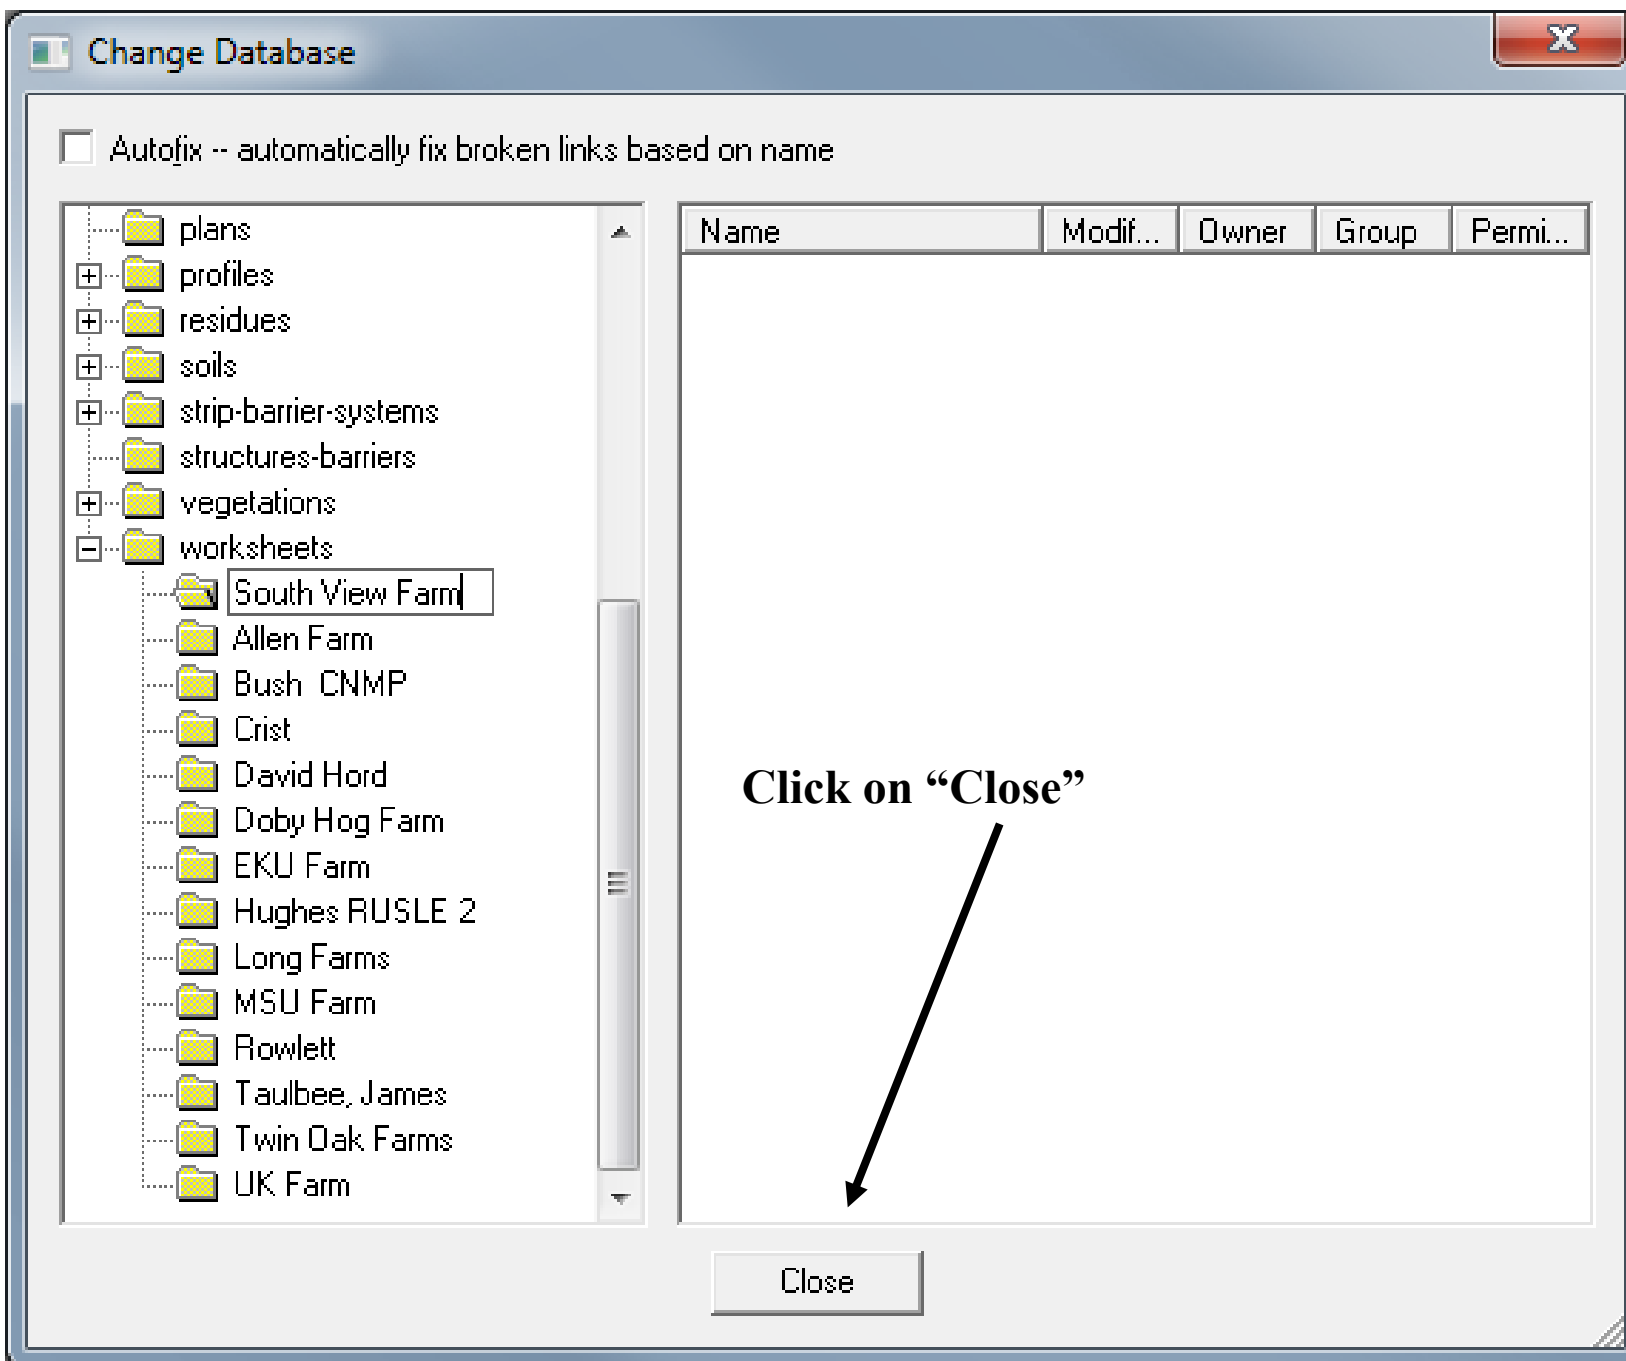 Change Database
x
Autofix -- automatically fix broken links based on name
plans
profiles
residues
soils
strip-barrier-systems
structures-barriers
vegetations
worksheets
South View Farm
Allen Farm
Bush  CNMP
Crist
David Hord
Doby Hog Farm
EKU Farm
Hughes RUSLE 2
Long Farms
MSU Farm
Rowlett
Taulbee, James
Twin Oak Farms
UK Farm
Name Modif... Owner Group Permi...
Click on “Close”
Close